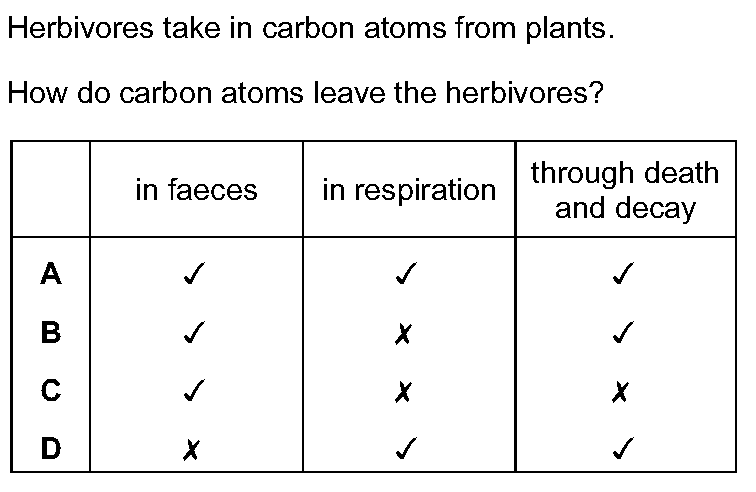 Herbivores take in carbon atoms from plants.
How do carbon atoms leave the herbivores?
in faeces in respiration through death and decay
A ✓ ✓ ✓
B ✓ ✗ ✓
C ✓ ✗ ✗
D ✗ ✓ ✓